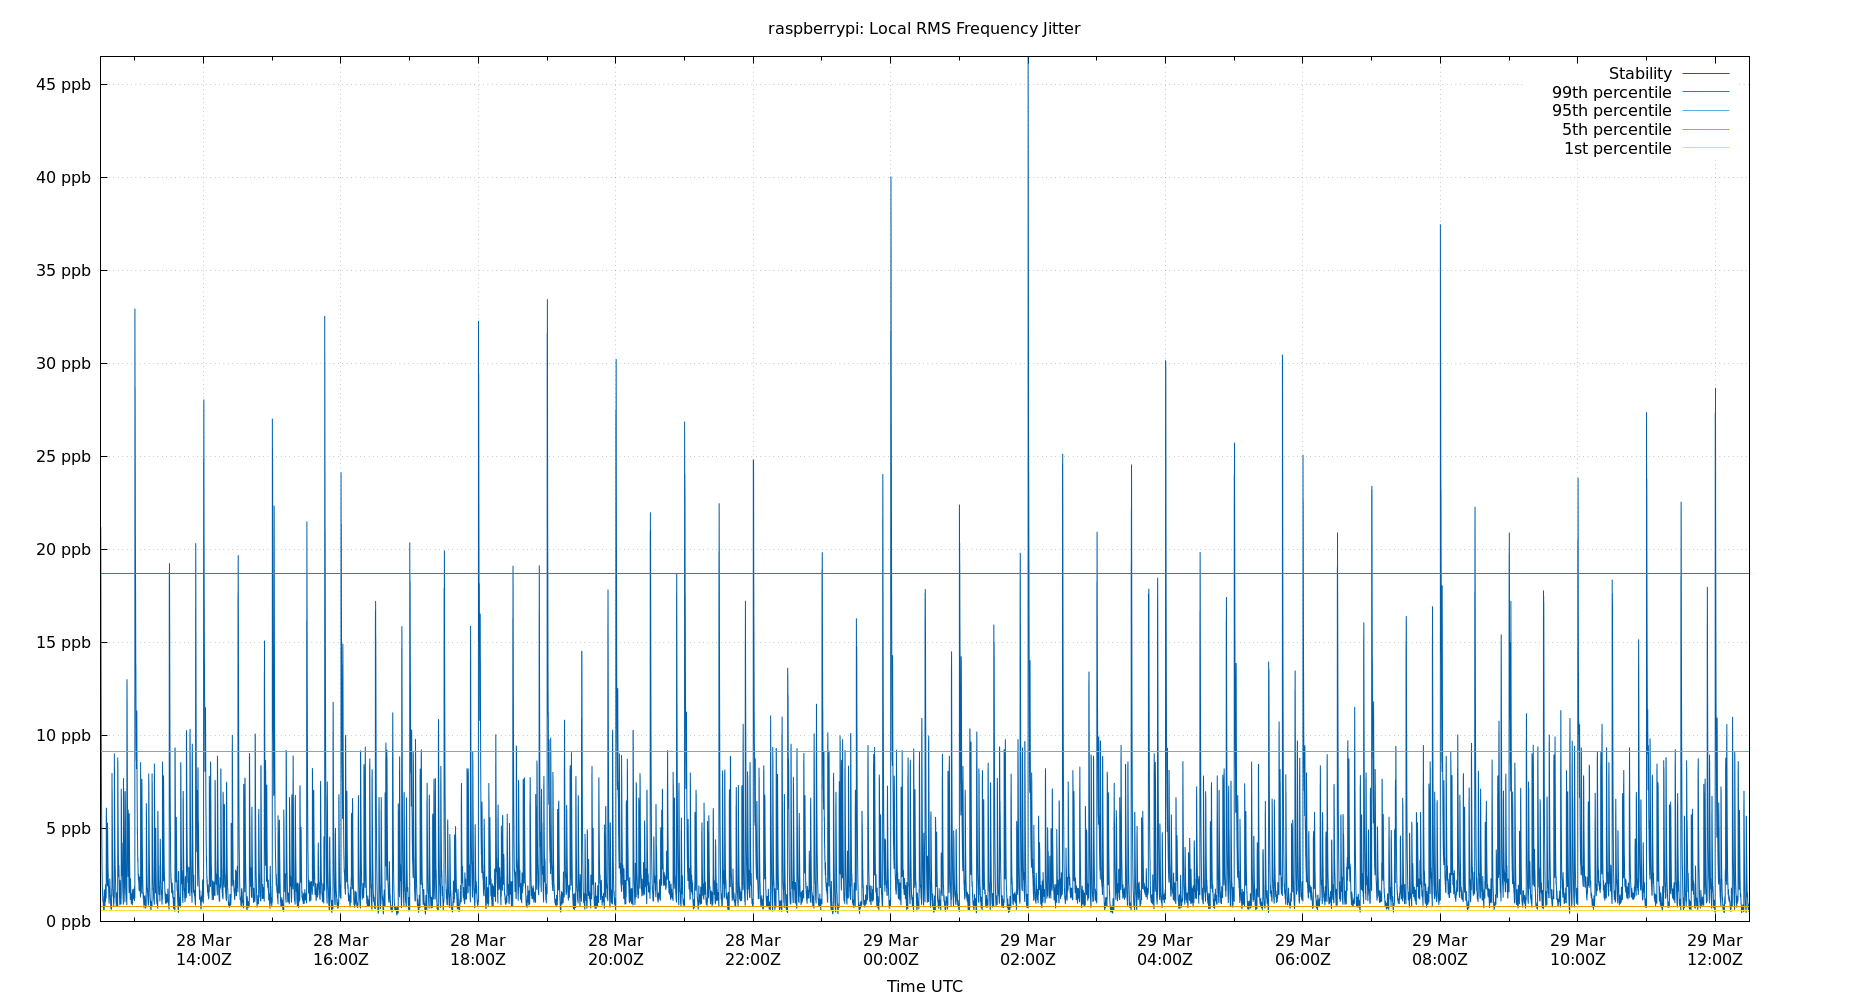 raspberrypi: Local RMS Frequency Jitter
45 ppb
40 ppb
35 ppb
30 ppb
25 ppb
20 ppb
15 ppb
10 ppb
5 ppb
0 ppb
Stability
99th percentile
95th percentile
5th percentile
1st percentile
28 Mar 28 Mar 28 Mar 28 Mar 28 Mar 29 Mar 29 Mar 29 Mar 29 Mar 29 Mar 29 Mar 29 Mar
14:00Z 16:00Z 18:00Z 20:00Z 22:00Z 00:00Z 02:00Z 04:00Z 06:00Z 08:00Z 10:00Z 12:00Z
Time UTC